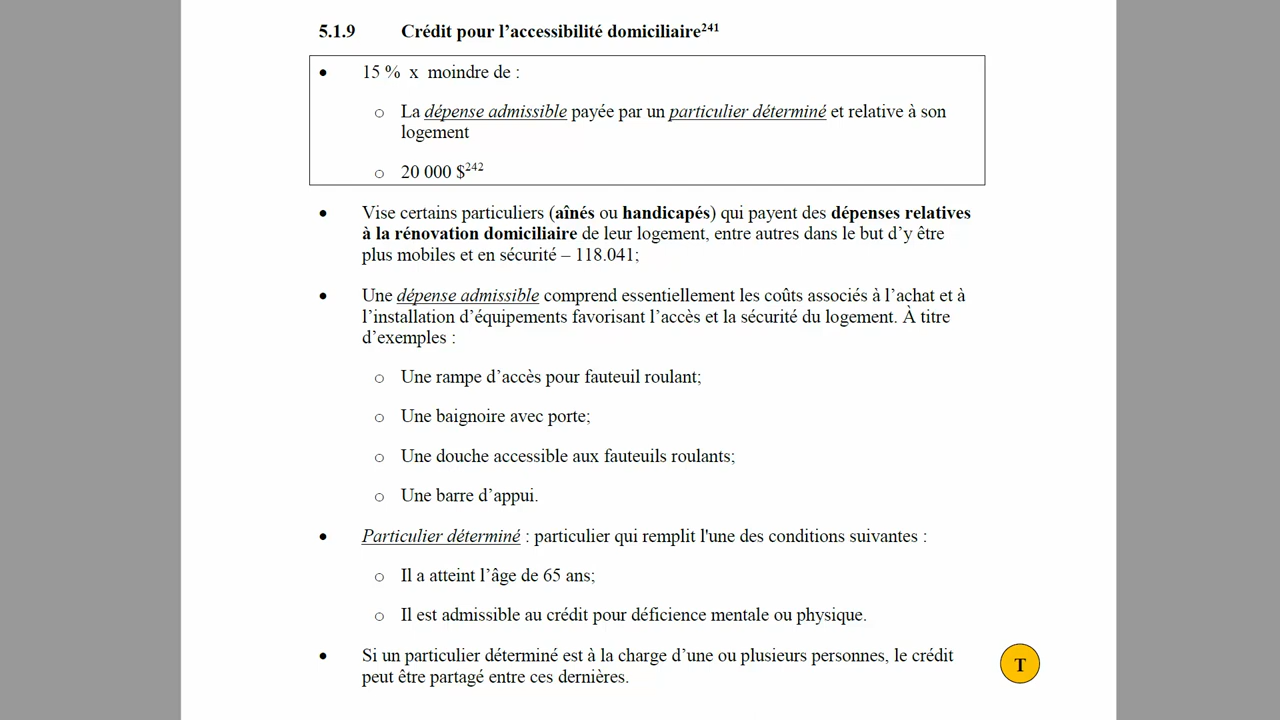 5.1.9 Crédit pour l’accessibilité domiciliaire241
• 15 % x moindre de :
o La dépense admissible payée par un particulier déterminé et relative à son
logement
o 20 000 $242
• Vise certains particuliers (aînés ou handicapés) qui payent des dépenses relatives
à la rénovation domiciliaire de leur logement, entre autres dans le but d’y être
plus mobiles et en sécurité – 118.041;
• Une dépense admissible comprend essentiellement les coûts associés à l’achat et à
l’installation d’équipements favorisant l’accès et la sécurité du logement. À titre
d’exemples :
o Une rampe d’accès pour fauteuil roulant;
o Une baignoire avec porte;
o Une douche accessible aux fauteuils roulants;
o Une barre d’appui.
• Particulier déterminé : particulier qui remplit l'une des conditions suivantes :
o Il a atteint l’âge de 65 ans;
o Il est admissible au crédit pour déficience mentale ou physique.
• Si un particulier déterminé est à la charge d’une ou plusieurs personnes, le crédit
peut être partagé entre ces dernières.
T